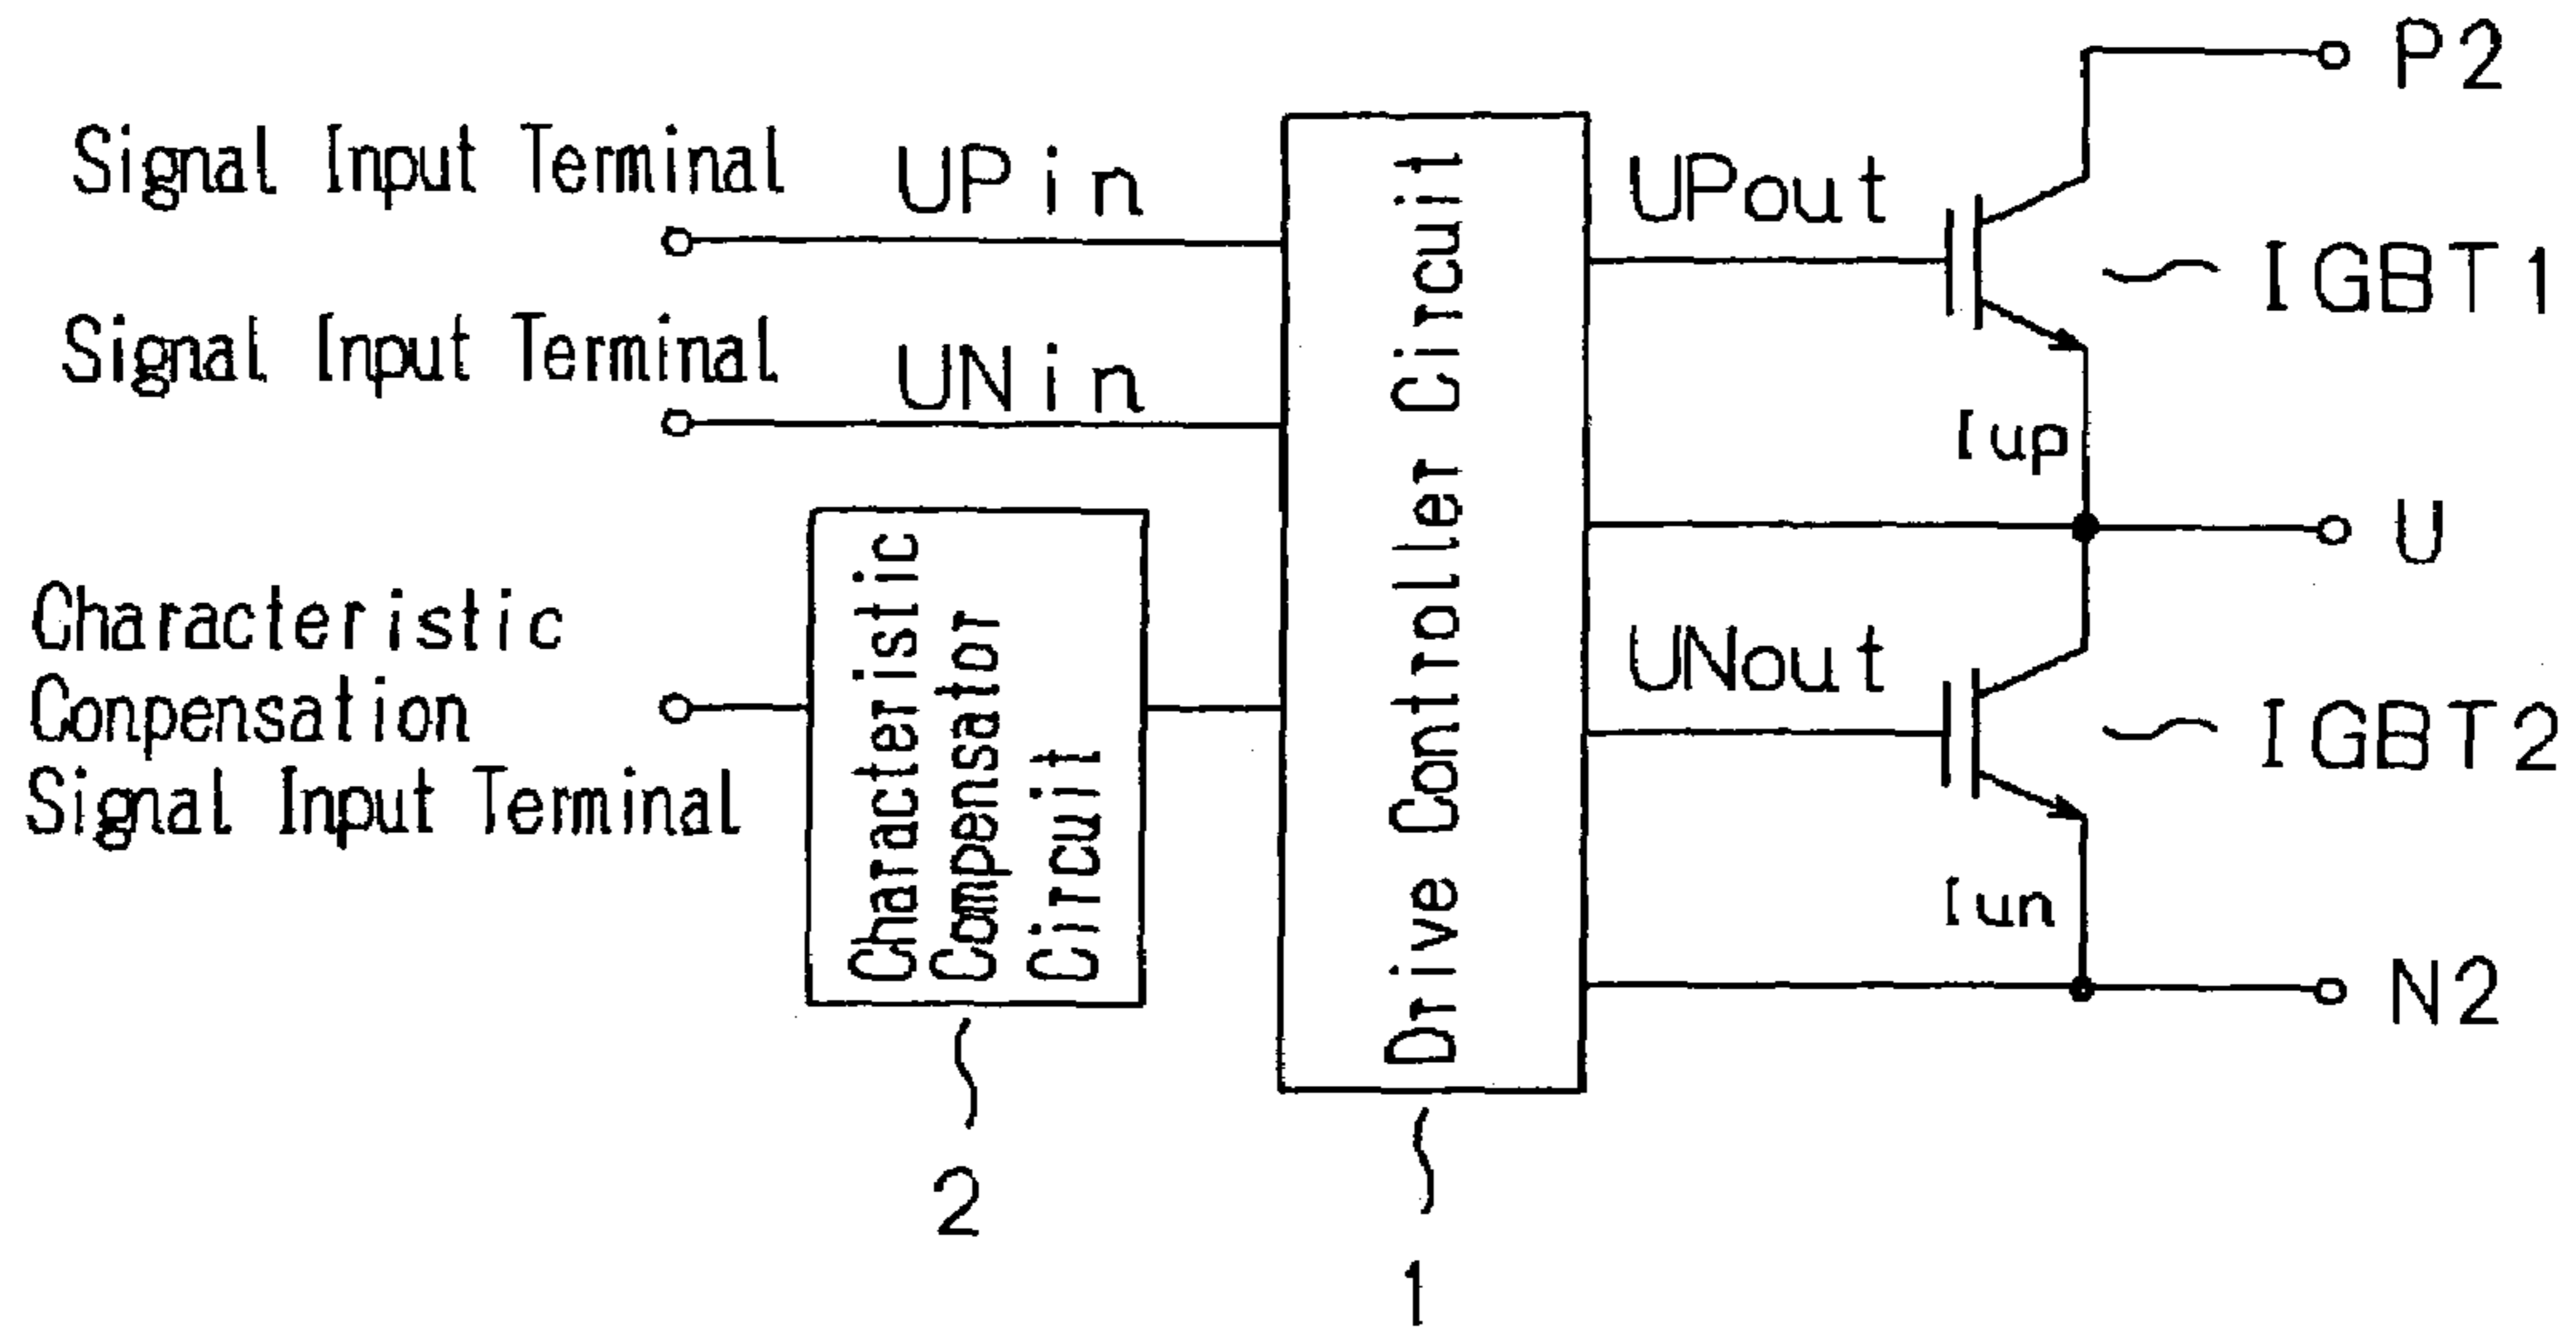 P2
Signal Input Terminal
UPin
UPout
IGBT1
Signal Input Terminal
UNin
Iup
U
Characteristic
Conpensation
Signal Input Terminal
Characteristic
Compensator
Circuit
Drive Controller Circuit
UNout
IGBT2
Iun
N2
2
1